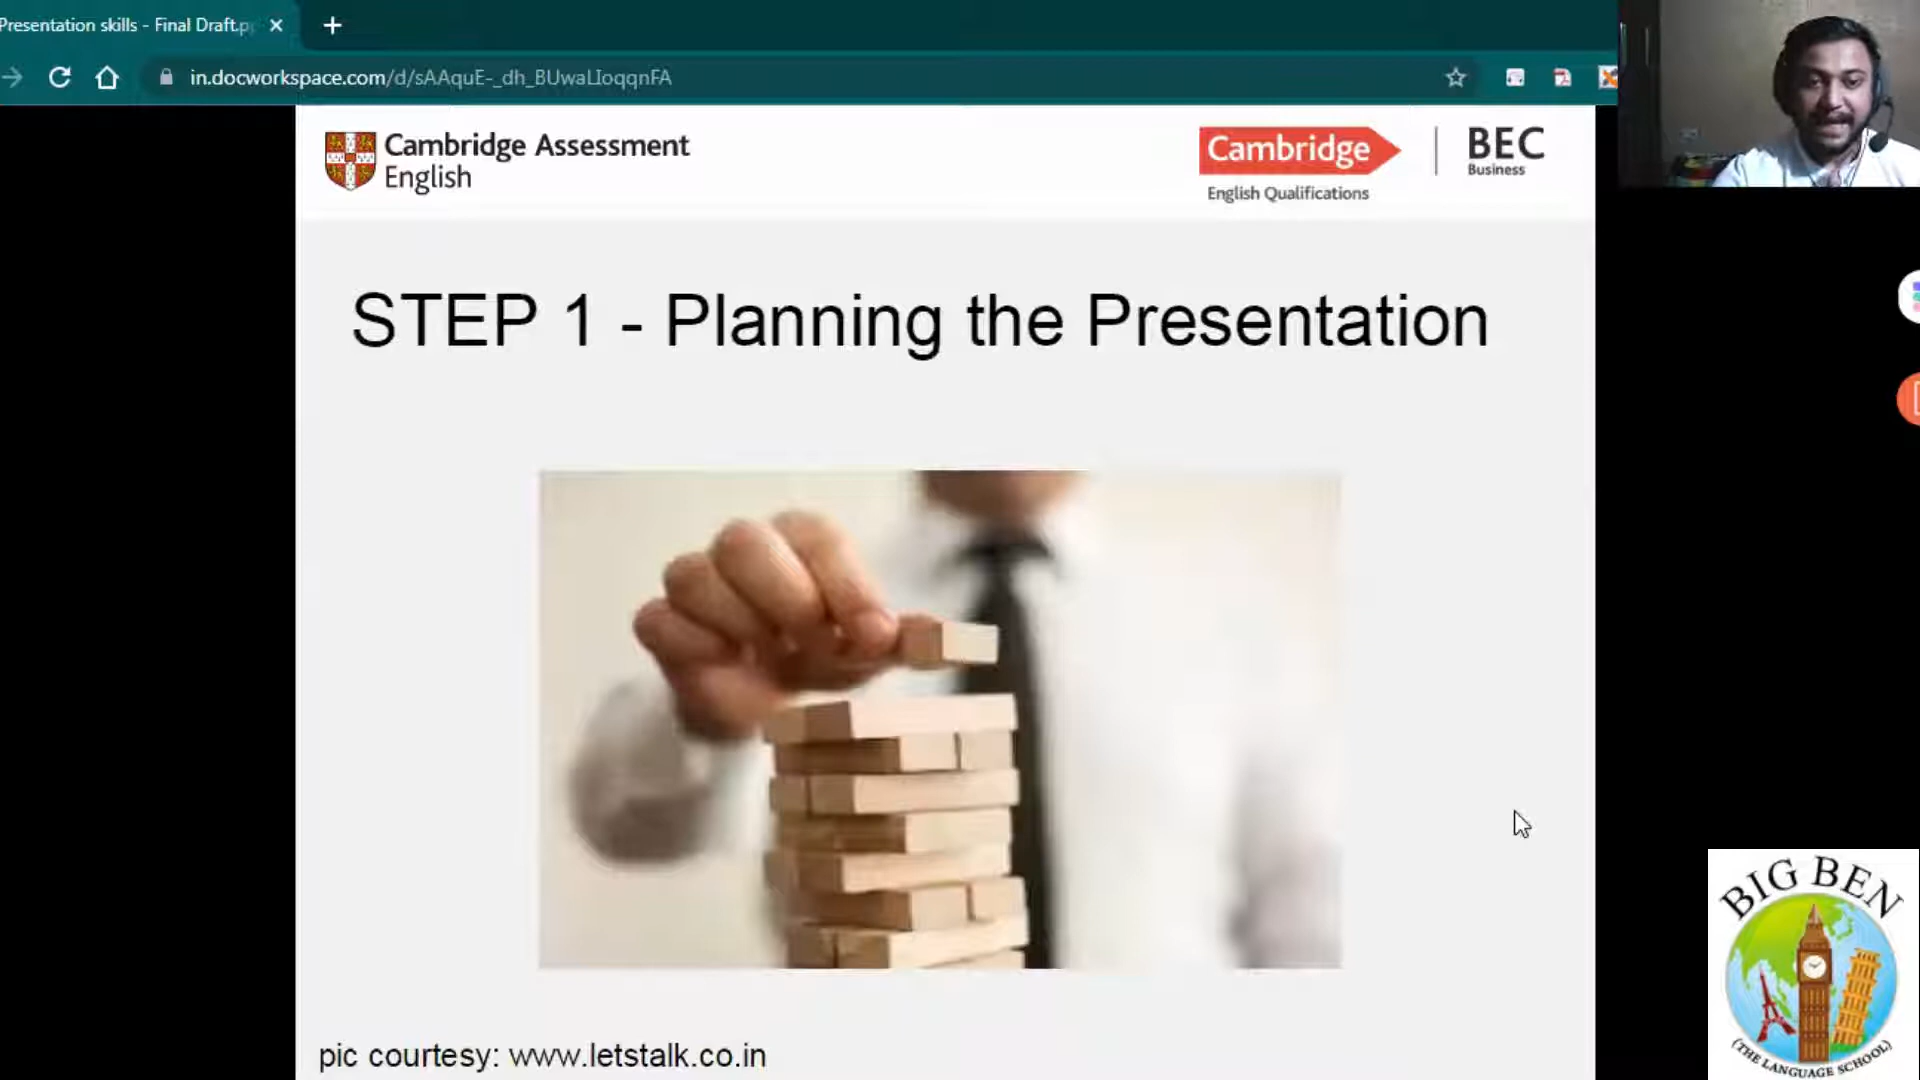 Presentation skills - Final Draft.p
in.docworkspace.com/d/sAAquE-_dh_BUwaLIoqqnFA
Cambridge Assessment
English
Cambridge
English Qualifications
BEC
Business
STEP 1 - Planning the Presentation
pic courtesy: www.letstalk.co.in
BIG BEN
(THE LANGUAGE SCHOOL)